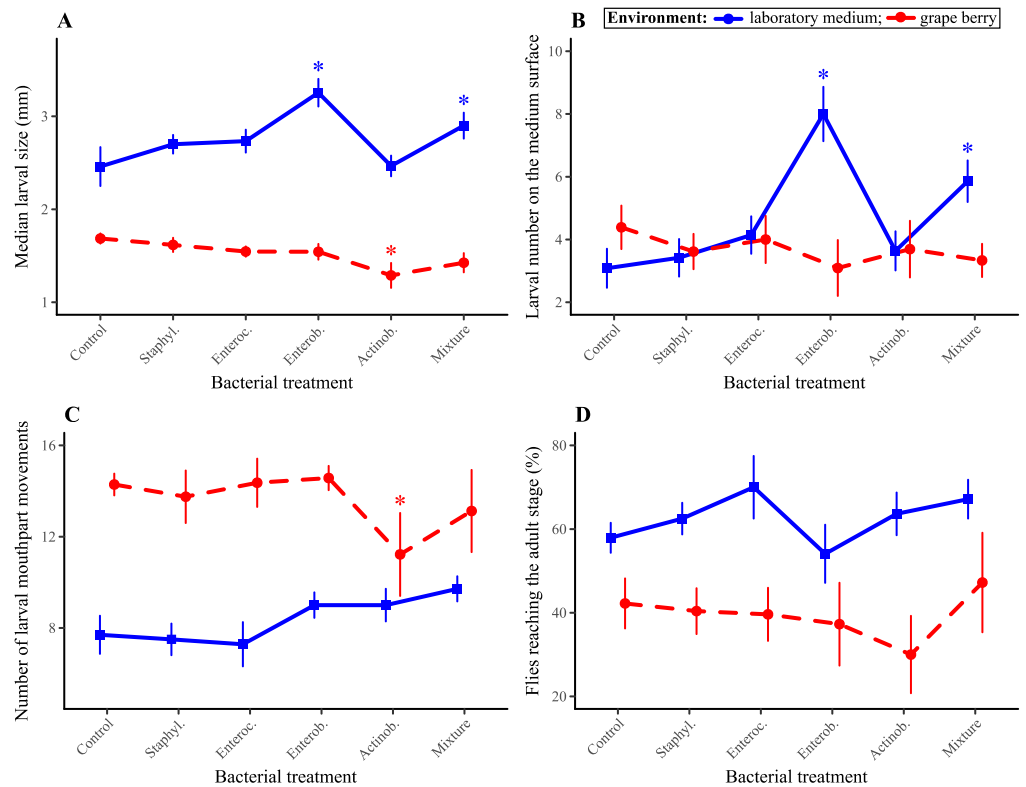 A
Median larval size (mm)
3
2
1
*
*
*
Control
Staphyl.
Enteroc.
Enterob.
Actinob.
Mixture
Bacterial treatment
B
Environment: laboratory medium; grape berry
Larval number on the medium surface
10
8
6
4
2
*
*
Control
Staphyl.
Enteroc.
Enterob.
Actinob.
Mixture
Bacterial treatment
C
Number of larval mouthpart movements
16
12
8
*
Control
Staphyl.
Enteroc.
Enterob.
Actinob.
Mixture
Bacterial treatment
D
Flies reaching the adult stage (%)
80
60
40
20
Control
Staphyl.
Enteroc.
Enterob.
Actinob.
Mixture
Bacterial treatment